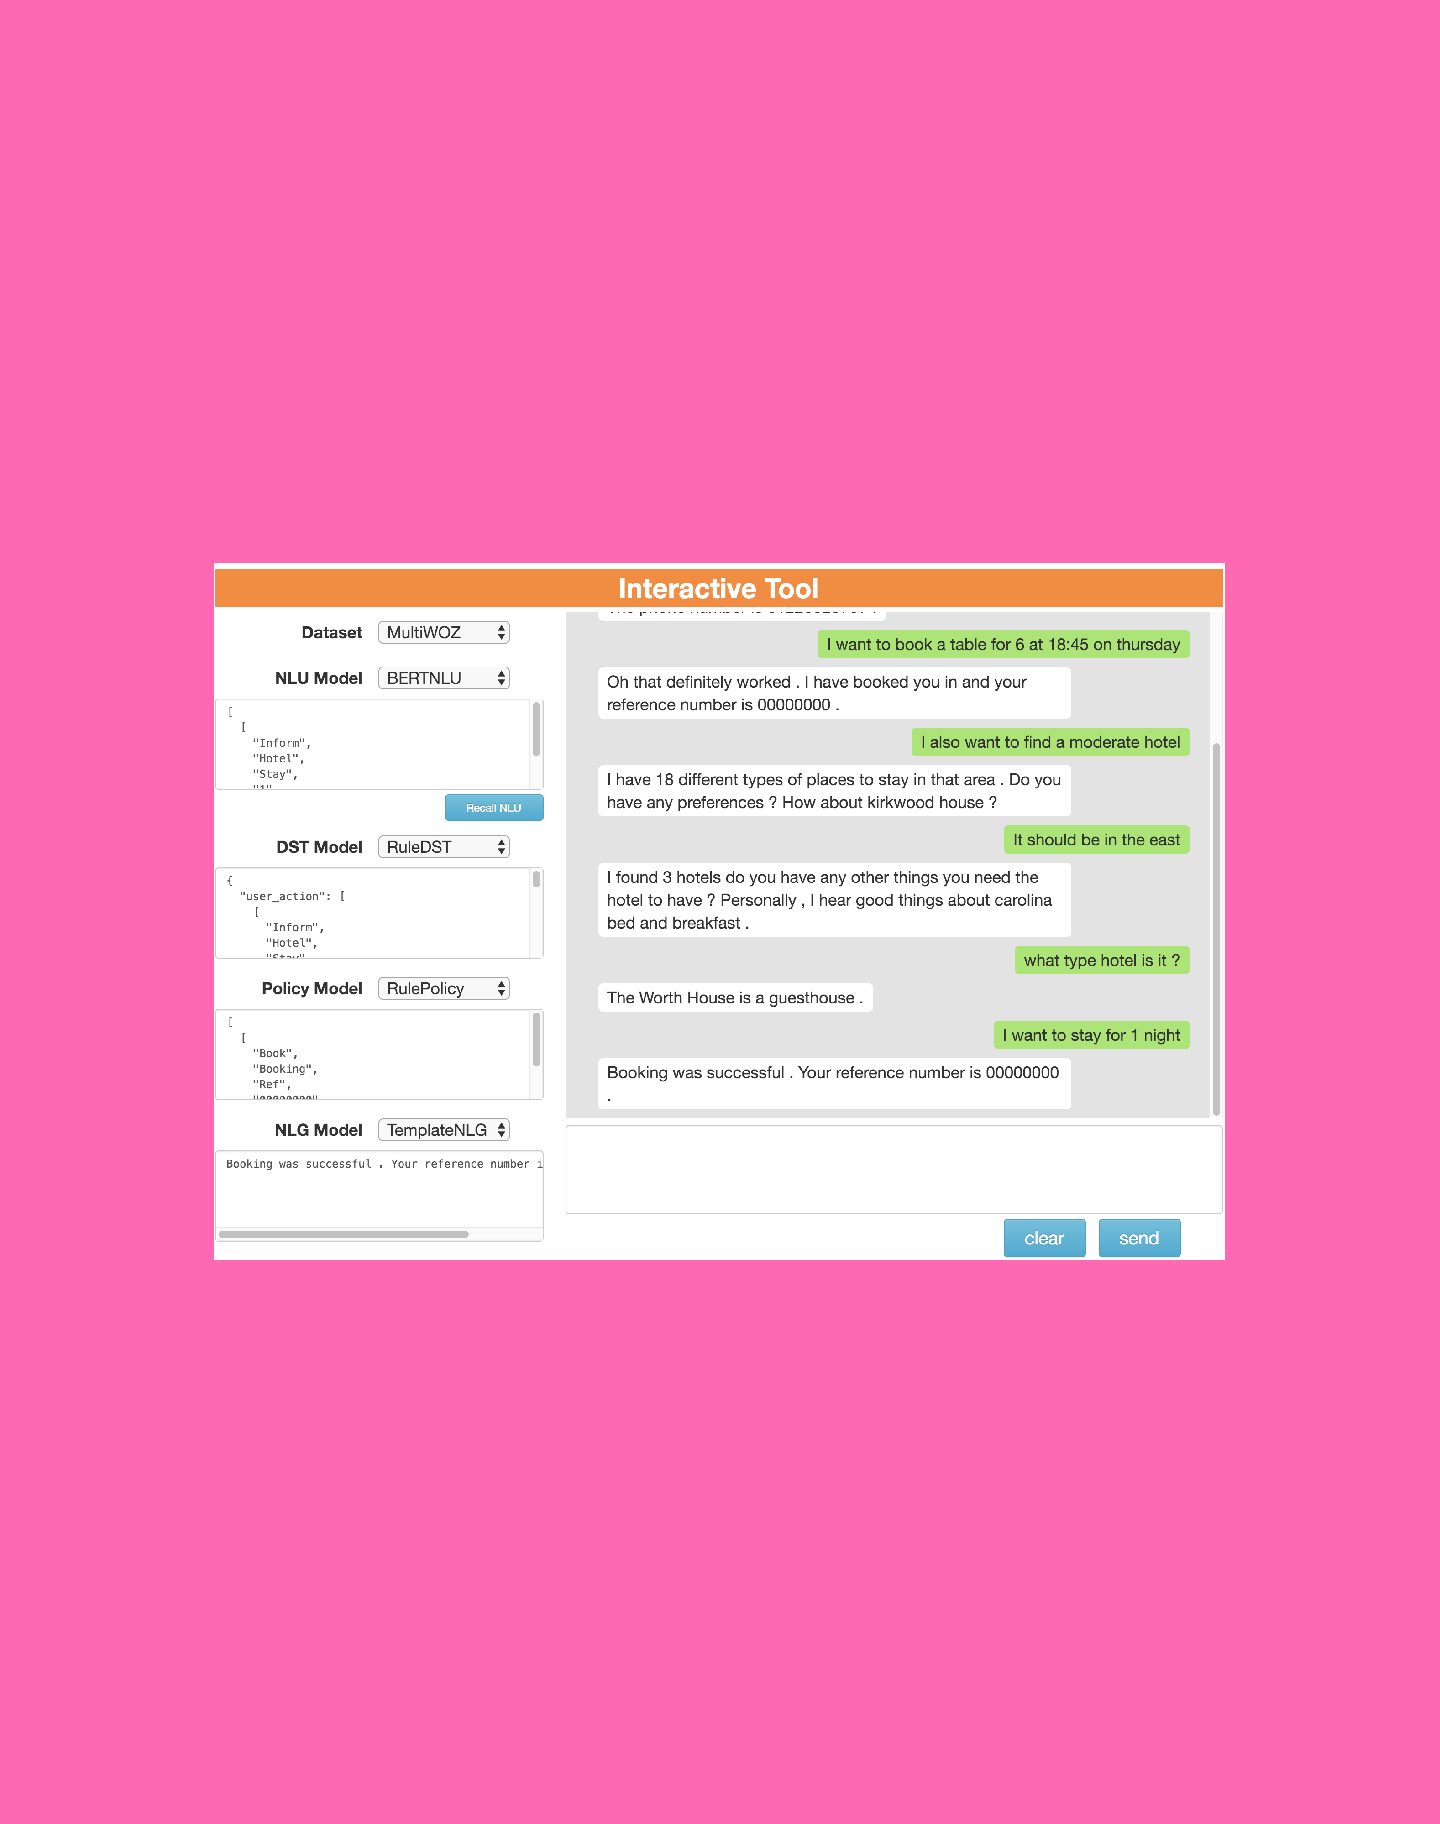 Interactive Tool
Dataset MultiWOZ
NLU Model BERTNLU
[
[
"Inform",
"Hotel",
"Stay",
"1"
Recall NLU
DST Model RuleDST
{
"user_action": [
[
"Inform",
"Hotel",
"Stay"
Policy Model RulePolicy
[
[
"Book",
"Booking",
"Ref",
"00000000"
NLG Model TemplateNLG
Booking was successful . Your reference number i
The phone number is
I want to book a table for 6 at 18:45 on thursday
Oh that definitely worked . I have booked you in and your
reference number is 00000000 .
I also want to find a moderate hotel
I have 18 different types of places to stay in that area . Do you
have any preferences ? How about kirkwood house ?
It should be in the east
I found 3 hotels do you have any other things you need the
hotel to have ? Personally , I hear good things about carolina
bed and breakfast .
what type hotel is it ?
The Worth House is a guesthouse .
I want to stay for 1 night
Booking was successful . Your reference number is 00000000
.
clear send